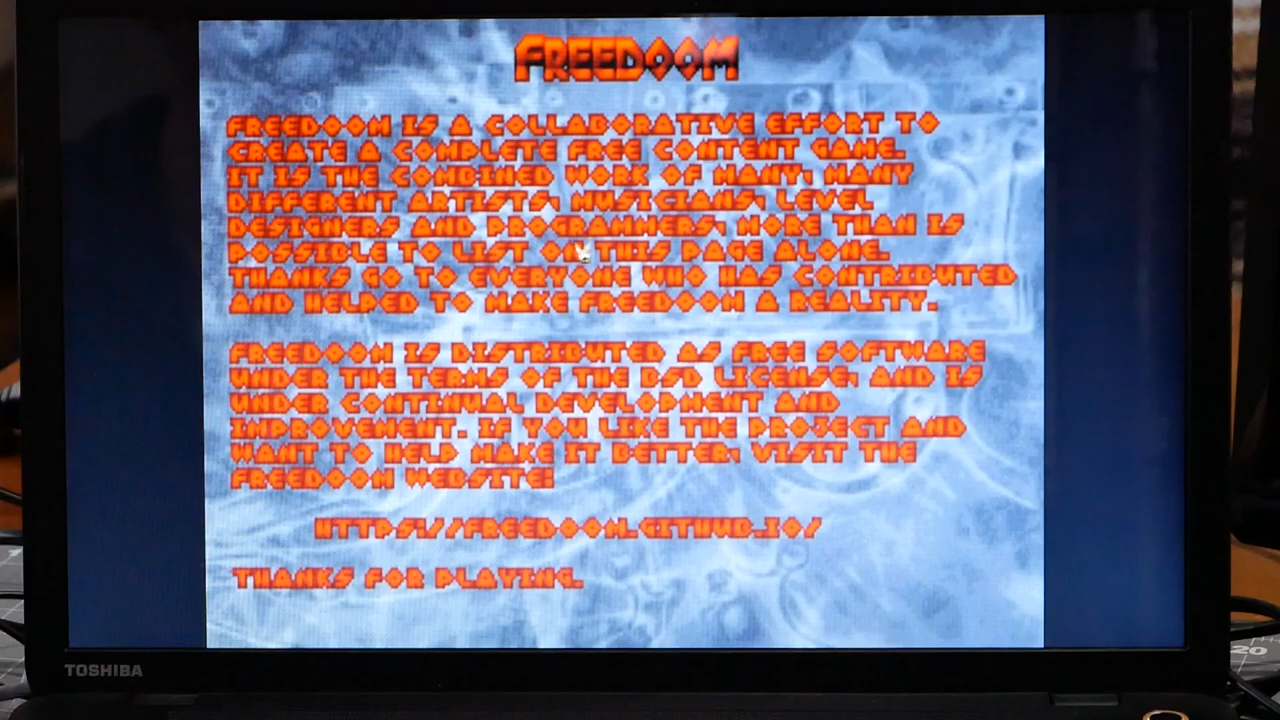 FREEDOOM
FREEDOOM IS A COLLABORATIVE EFFORT TO
CREATE A COMPLETE FREE CONTENT GAME.
IT IS THE COMBINED WORK OF MANY, MANY
DIFFERENT ARTISTS, MUSICIANS, LEVEL
DESIGNERS AND PROGRAMMERS, MORE THAN IS
POSSIBLE TO LIST ON THIS PAGE ALONE.
THANKS GO TO EVERYONE WHO HAS CONTRIBUTED
AND HELPED TO MAKE FREEDOOM A REALITY.
FREEDOOM IS DISTRIBUTED AS FREE SOFTWARE
UNDER THE TERMS OF THE BSD LICENSE, AND IS
UNDER CONTINUAL DEVELOPMENT AND
IMPROVEMENT. IF YOU LIKE THE PROJECT AND
WANT TO HELP MAKE IT BETTER, VISIT THE
FREEDOOM WEBSITE:
HTTPS://FREEDOOM.GITHUB.IO/
THANKS FOR PLAYING.
TOSHIBA
20